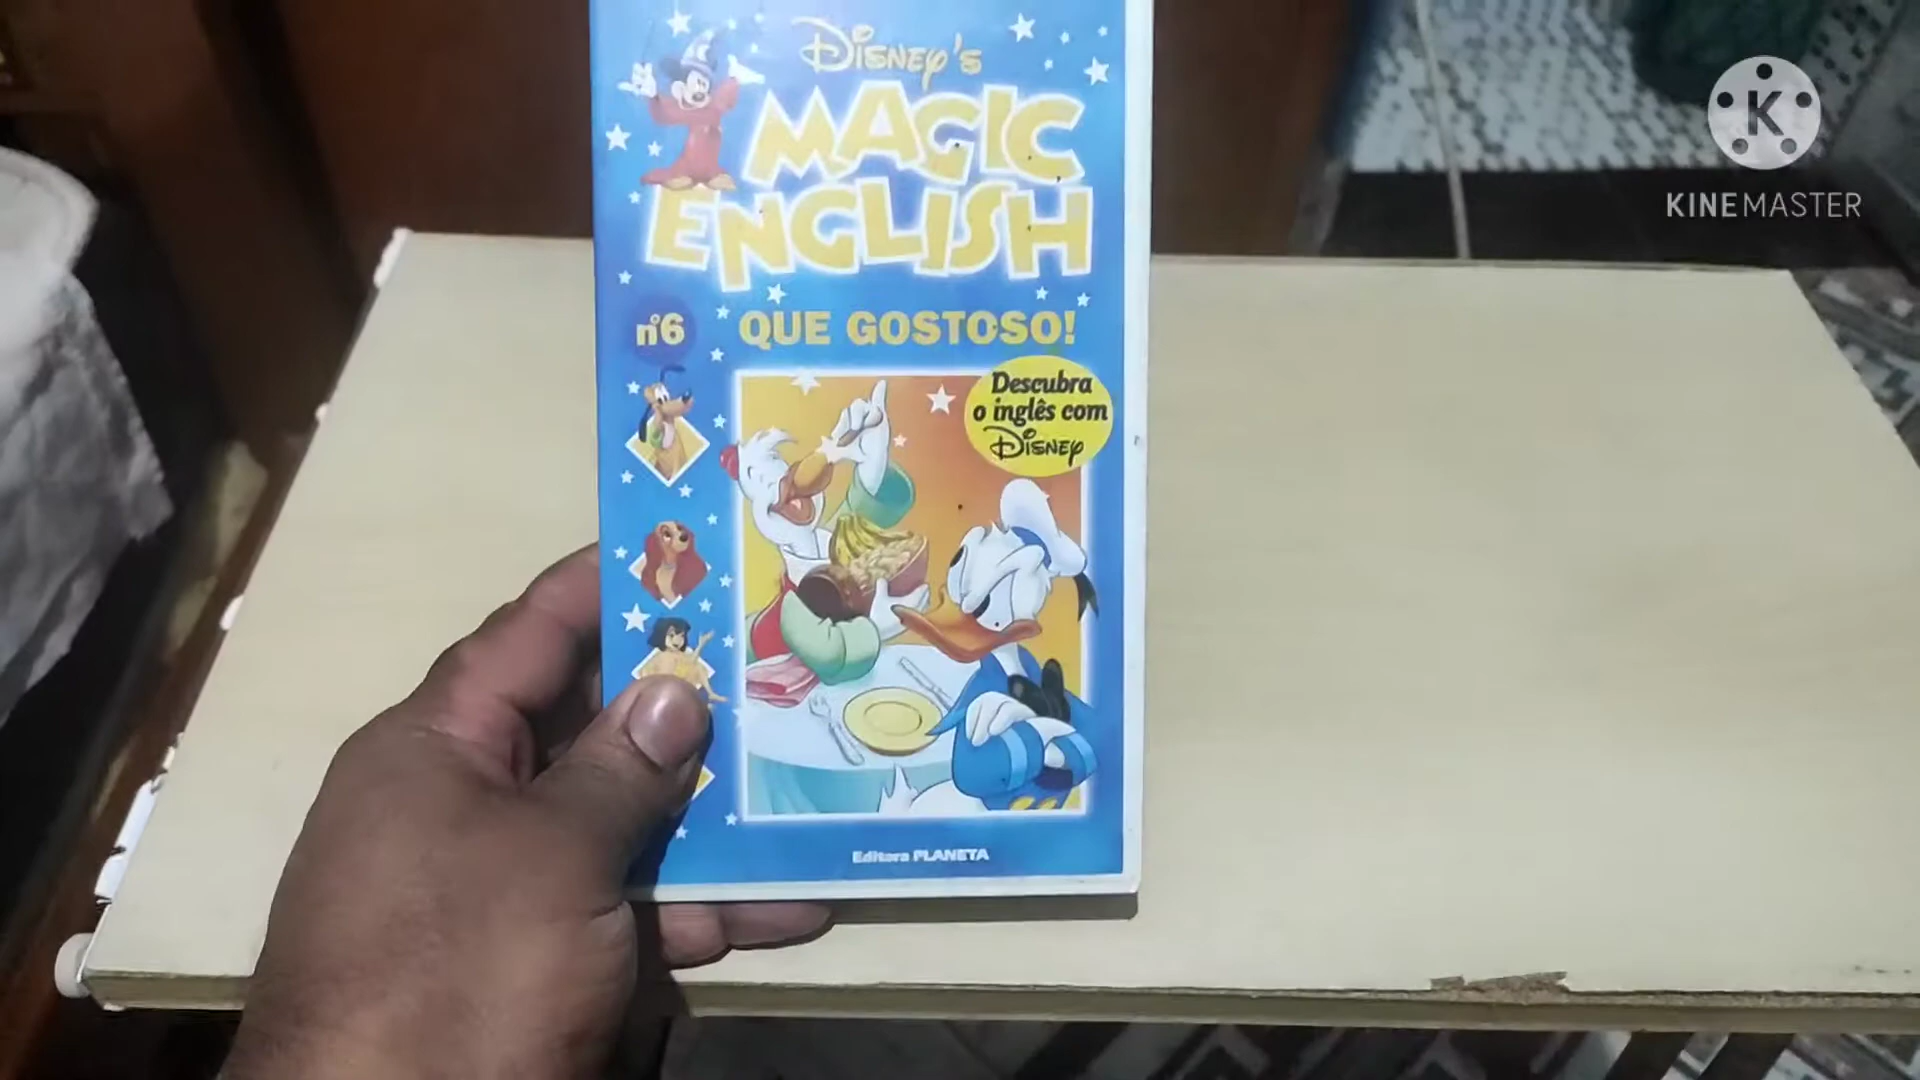 Disney's
MAGIC
ENGLISH
nº6
QUE GOSTOSO!
Descubra
o inglês com
Disney
Editora PLANETA
K
KINEMASTER